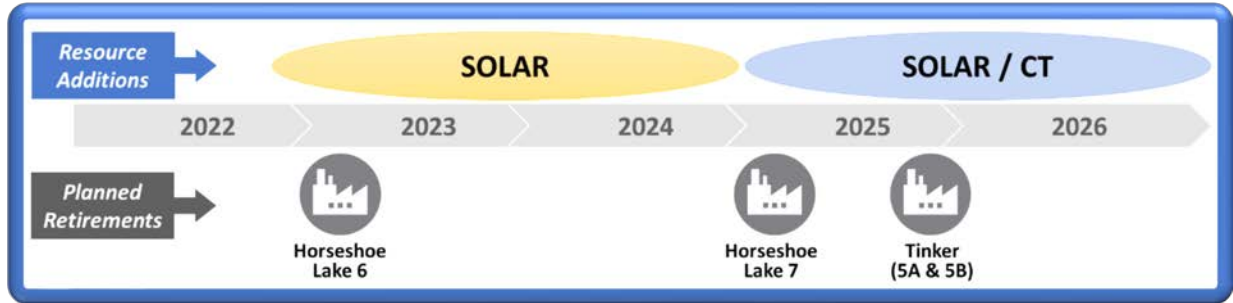 Resource
Additions
SOLAR
SOLAR / CT
2022
2023
2024
2025
2026
Planned
Retirements
Horseshoe
Lake 6
Horseshoe
Lake 7
Tinker
(5A & 5B)